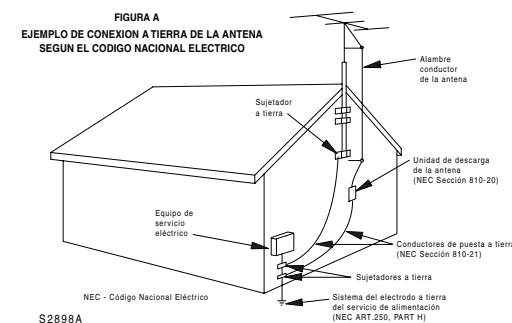 FIGURA A
EJEMPLO DE CONEXION A TIERRA DE LA ANTENA
SEGUN EL CODIGO NACIONAL ELECTRICO
Alambre
conductor
de la antena
Sujetador
a tierra
Unidad de descarga
de la antena
(NEC Sección 810-20)
Equipo de
servicio
eléctrico
Conductores de puesta a tierra
(NEC Sección 810-21)
Sujetadores a tierra
NEC - Código Nacional Eléctrico
Sistema del electrodo a tierra
del servicio de alimentación
(NEC ART.250, PART H)
S2898A